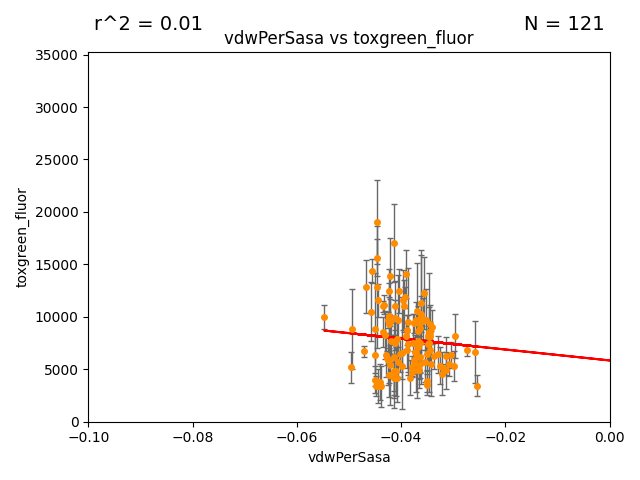 r^2 = 0.01
N = 121
vdwPerSasa vs toxgreen_fluor
35000
30000
25000
20000
15000
10000
5000
0
toxgreen_fluor
−0.10
−0.08
−0.06
−0.04
−0.02
0.00
vdwPerSasa